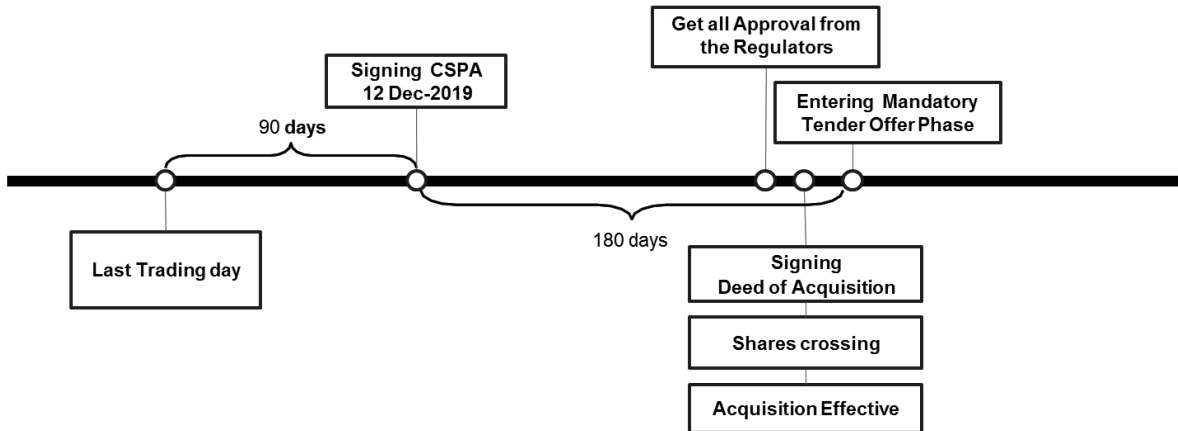 Get all Approval from
the Regulators
Signing CSPA
12 Dec-2019
Entering Mandatory
Tender Offer Phase
90 days
180 days
Last Trading day
Signing
Deed of Acquisition
Shares crossing
Acquisition Effective